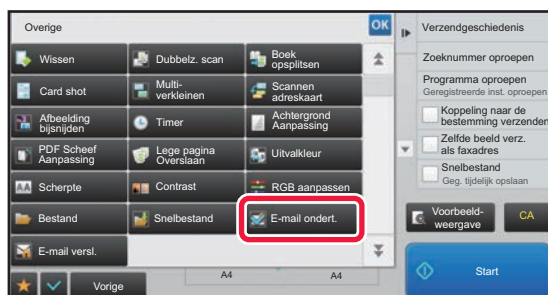 Overige
OK
Wissen
Dubbelz. scan
Boek
opsplitsen
Card shot
Multi-
verkleinen
Scannen
adreskaart
Afbeelding
bijsnijden
Timer
Achtergrond
Aanpassing
PDF Scheef
Aanpassing
Lege pagina
Overslaan
Uitvalkleur
AA
Scherpte
Contrast
RGB aanpassen
Bestand
Snelbestand
E-mail ondert.
E-mail versl.
Vorige
A4
A4
Verzendgeschiedenis
Zoeknummer oproepen
Programma oproepen
Geregistreerde inst. oproepen
Koppeling naar de
bestemming verzenden
Zelfde beeld verz.
als faxadres
Snelbestand
Geg. tijdelijk opslaan
Voorbeeld-
weergave
CA
Start